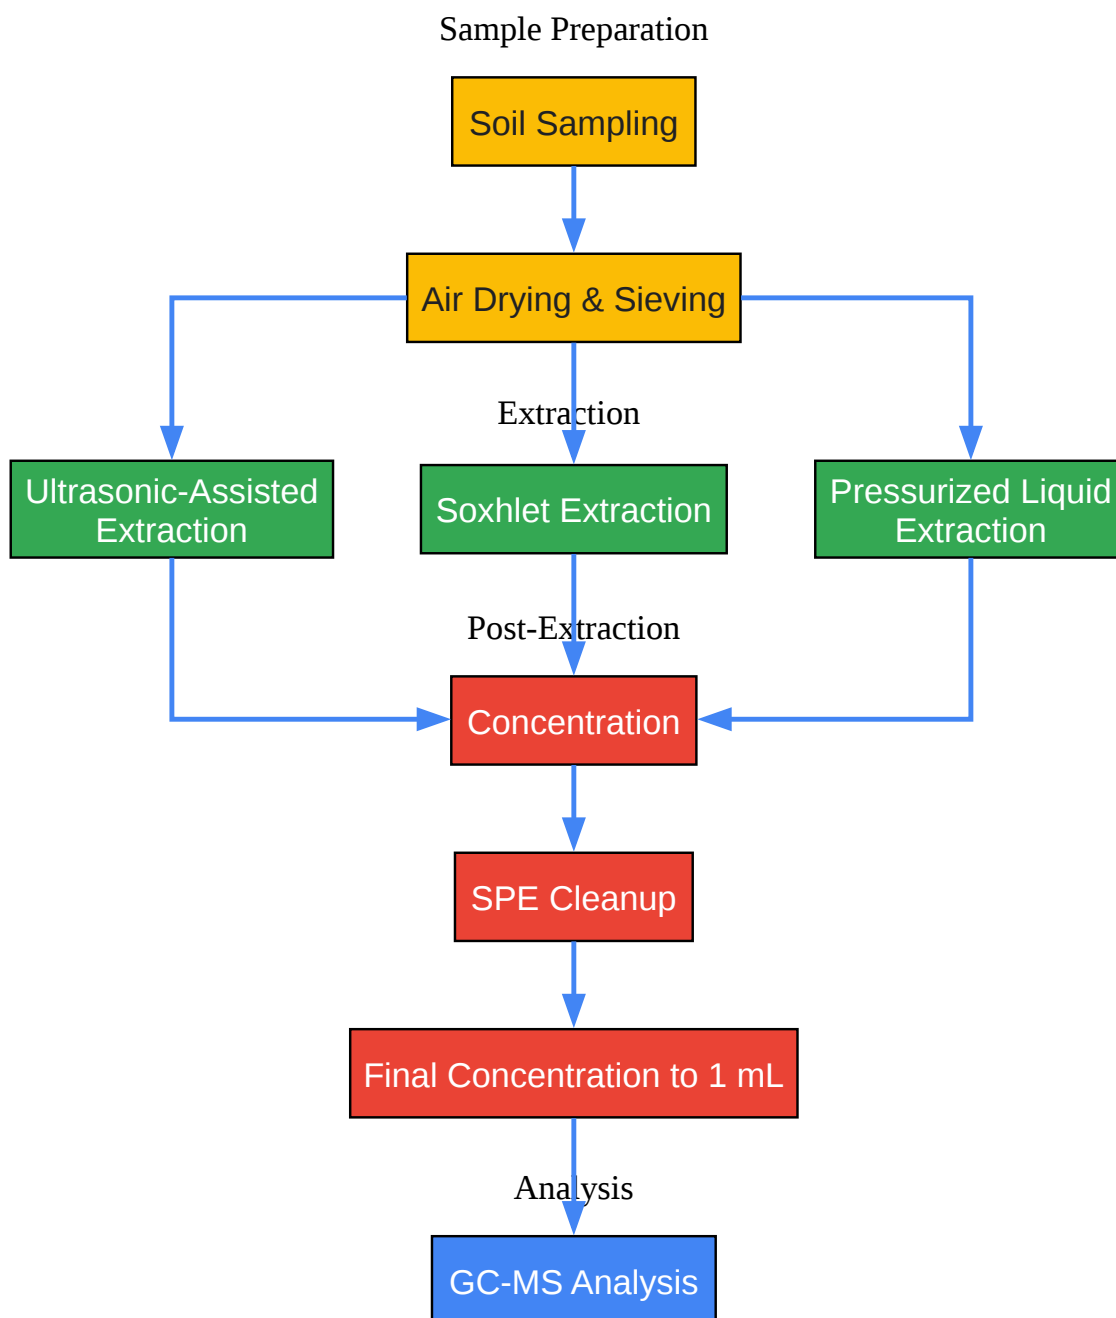 Sample Preparation
Soil Sampling
Air Drying & Sieving
Extraction
Ultrasonic-Assisted
Extraction
Soxhlet Extraction
Pressurized Liquid
Extraction
Post-Extraction
Concentration
SPE Cleanup
Final Concentration to 1 mL
Analysis
GC-MS Analysis